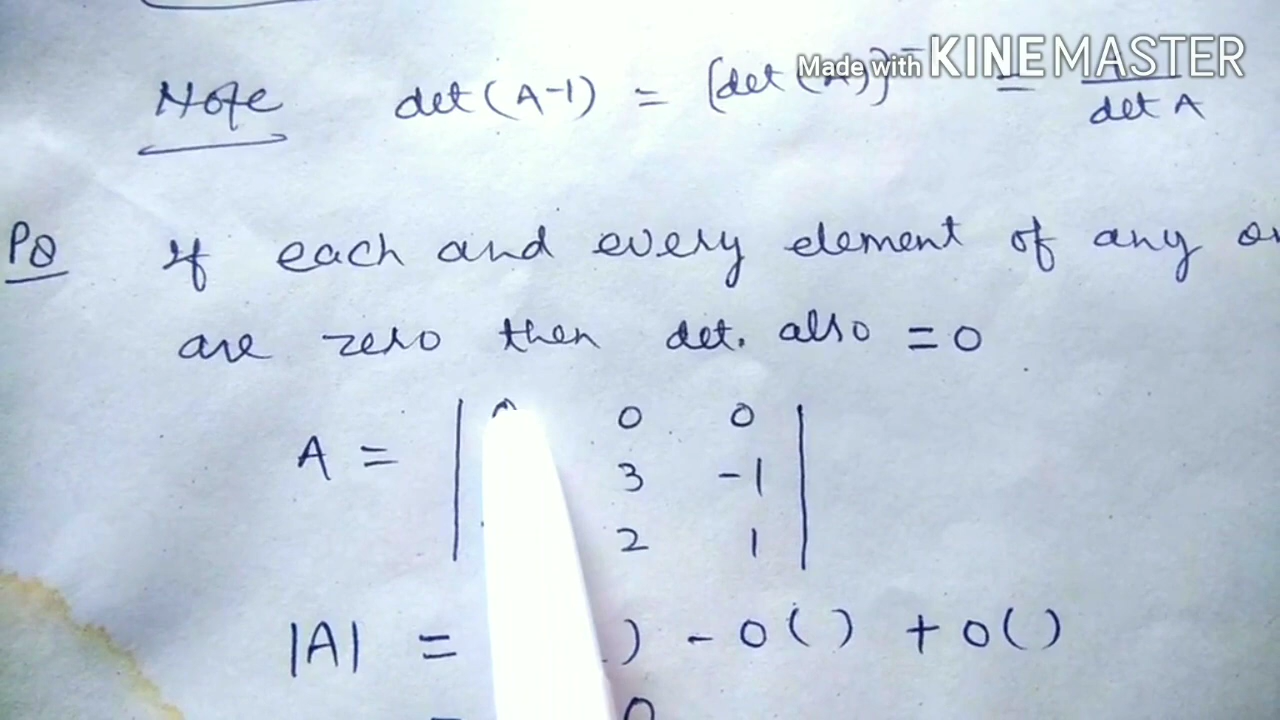 Note det (A-1) = [det (A)]⁻ = / det A
Made with KINEMASTER
PQ If each and every element of any
are zero then det. also = 0
A = | 0 0
3 -1
2 1 |
|A| = ) - 0 ( ) + 0 ( )
= 0